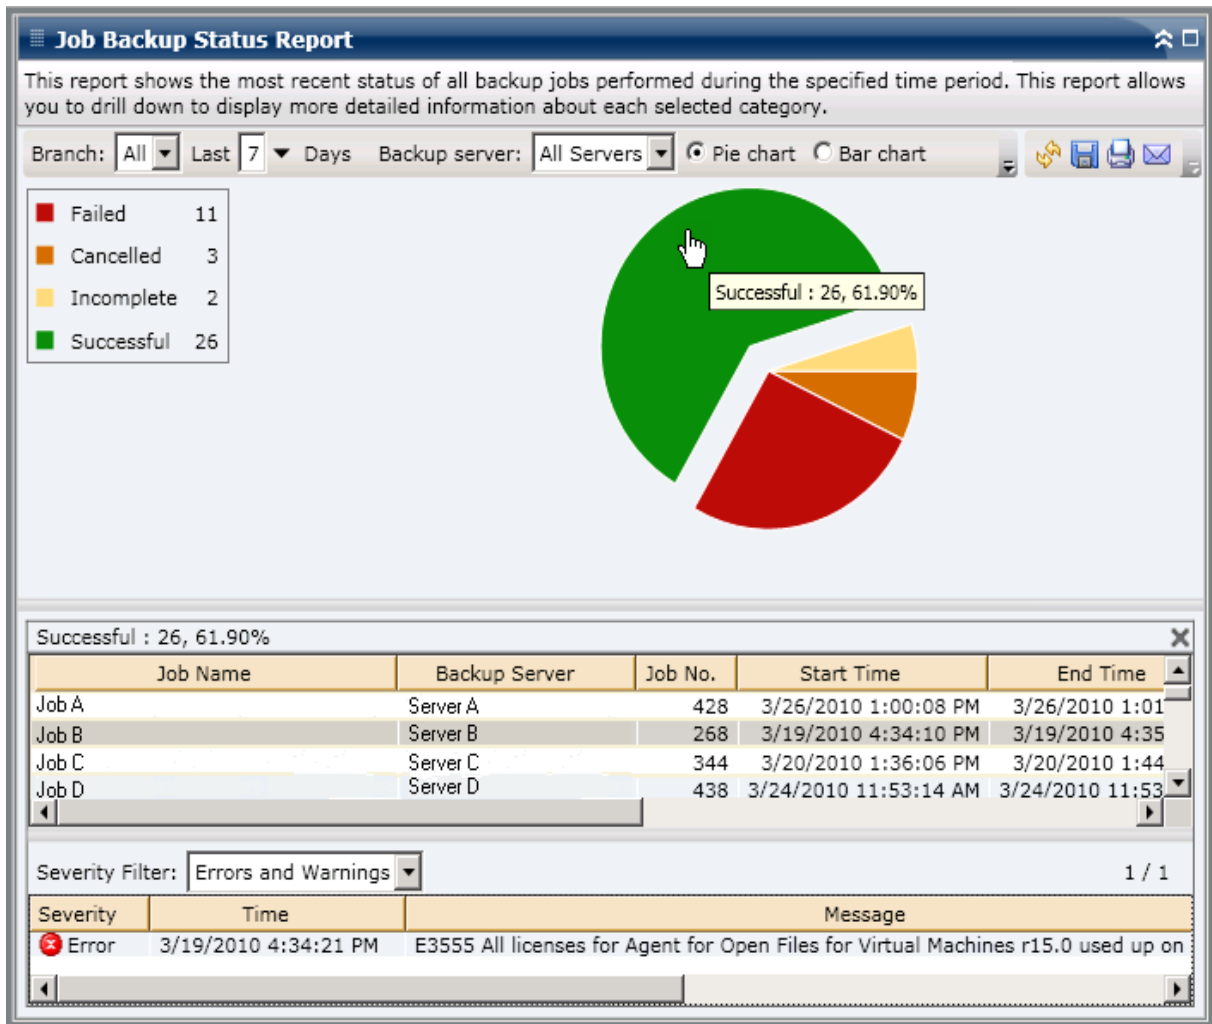 Job Backup Status Report
This report shows the most recent status of all backup jobs performed during the specified time period. This report allows
you to drill down to display more detailed information about each selected category.
Branch: All Last 7 Days Backup server: All Servers Pie chart Bar chart
Failed 11
Cancelled 3
Incomplete 2
Successful 26
Successful : 26, 61.90%
Successful : 26, 61.90%
Job Name Backup Server Job No. Start Time End Time
Job A Server A 428 3/26/2010 1:00:08 PM 3/26/2010 1:01
Job B Server B 268 3/19/2010 4:34:10 PM 3/19/2010 4:35
Job C Server C 344 3/20/2010 1:36:06 PM 3/20/2010 1:44
Job D Server D 438 3/24/2010 11:53:14 AM 3/24/2010 11:53
Severity Filter: Errors and Warnings 1 / 1
Severity Time Message
Error 3/19/2010 4:34:21 PM E3555 All licenses for Agent for Open Files for Virtual Machines r15.0 used up on